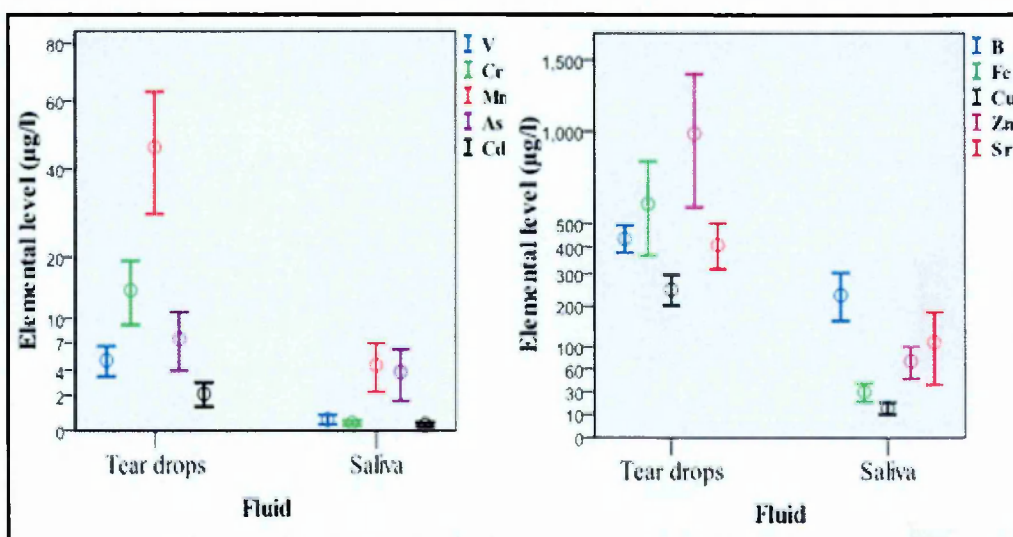 Elemental level (µg/l)
80
60
40
20
10
7
4
2
0
Tear drops
Saliva
Fluid
V
Cr
Mn
As
Cd
Elemental level (µg/l)
1,500
1,000
500
400
300
200
100
60
30
10
0
Tear drops
Saliva
Fluid
B
Fe
Cu
Zn
Sr